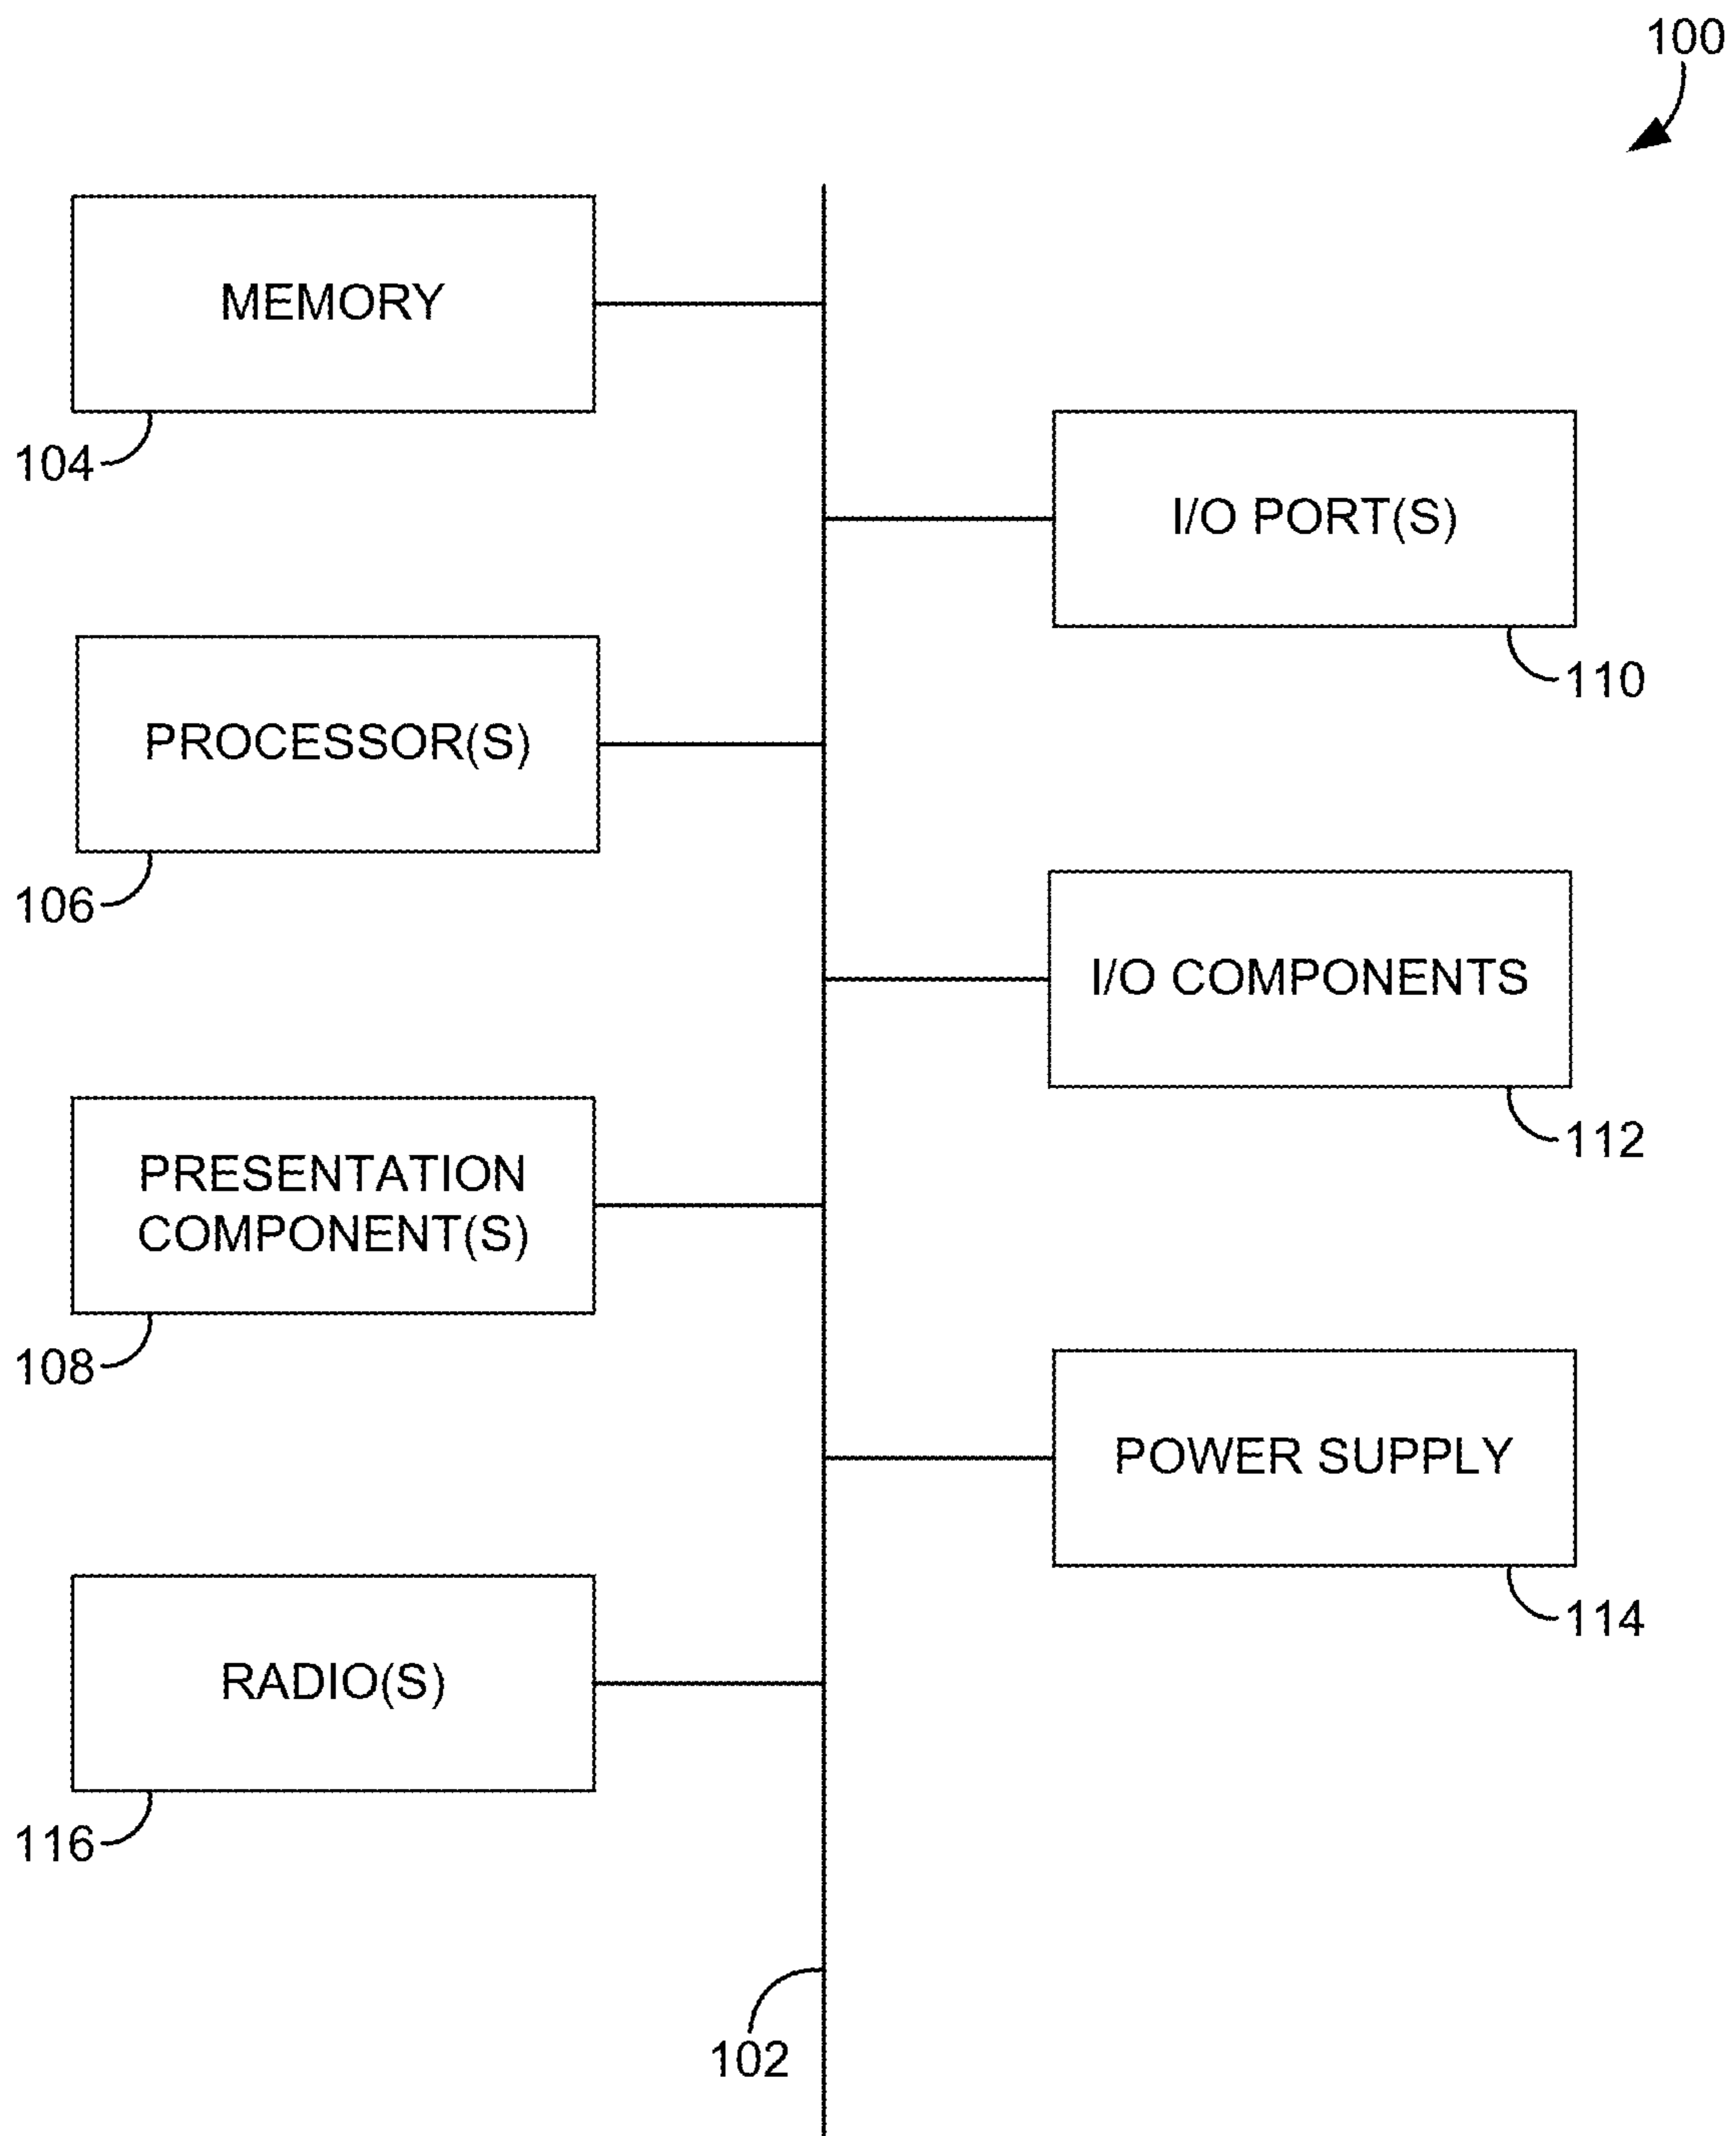 100
MEMORY
104
I/O PORT(S)
110
PROCESSOR(S)
106
I/O COMPONENTS
112
PRESENTATION
COMPONENT(S)
108
POWER SUPPLY
114
RADIO(S)
116
102